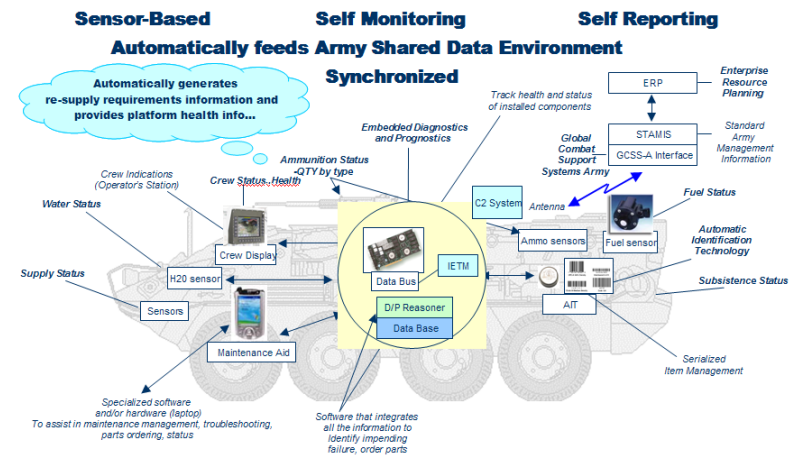 Sensor-Based
Self Monitoring
Self Reporting
Automatically feeds Army Shared Data Environment
Synchronized
Automatically generates
re-supply requirements information and
provides platform health info...
Track health and status
of installed components
ERP
Enterprise
Resource
Planning
Embedded Diagnostics
and Prognostics
Global
Combat
Support
Systems Army
STAMIS
GCSS-A Interface
Standard
Army
Management
Information
Ammunition Status
-QTY by type
Crew Indications
(Operator's Station)
Crew Status..Health
Water Status
C2 System
Antenna
Fuel Status
Crew Display
Ammo sensors
Fuel sensor
Automatic
Identification
Technology
Supply Status
H20 sensor
Data Bus
IETM
Subsistence Status
Sensors
D/P Reasoner
Data Base
AIT
Maintenance Aid
Serialized
Item Management
Specialized software
and/or hardware (laptop)
To assist in maintenance management, troubleshooting,
parts ordering, status
Software that integrates
all the information to
Identify impending
failure, order parts